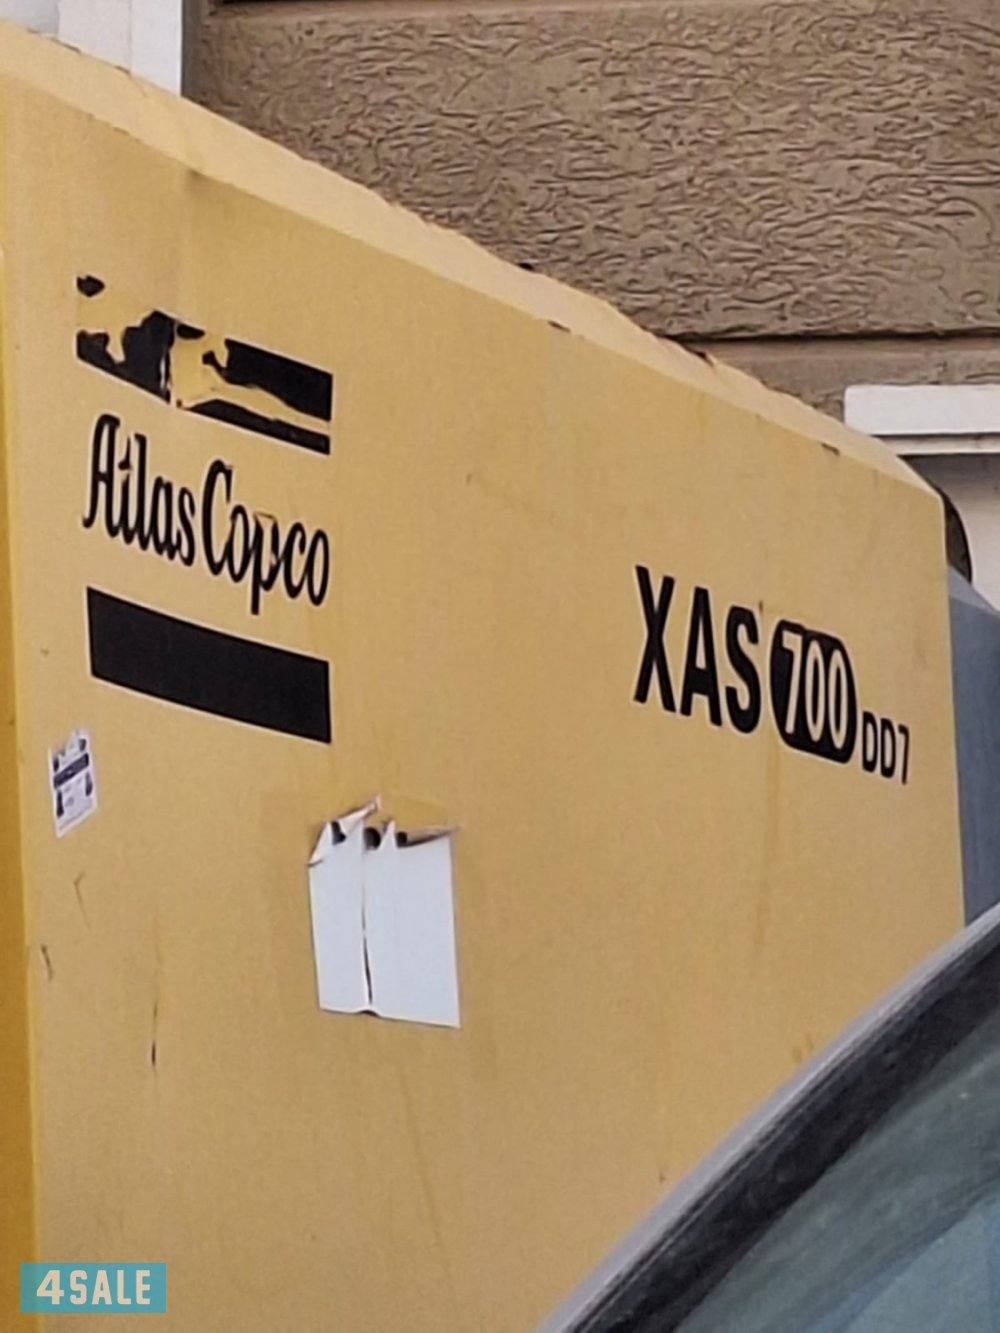 Atlas Copco
XAS 700 DD7
4SALE